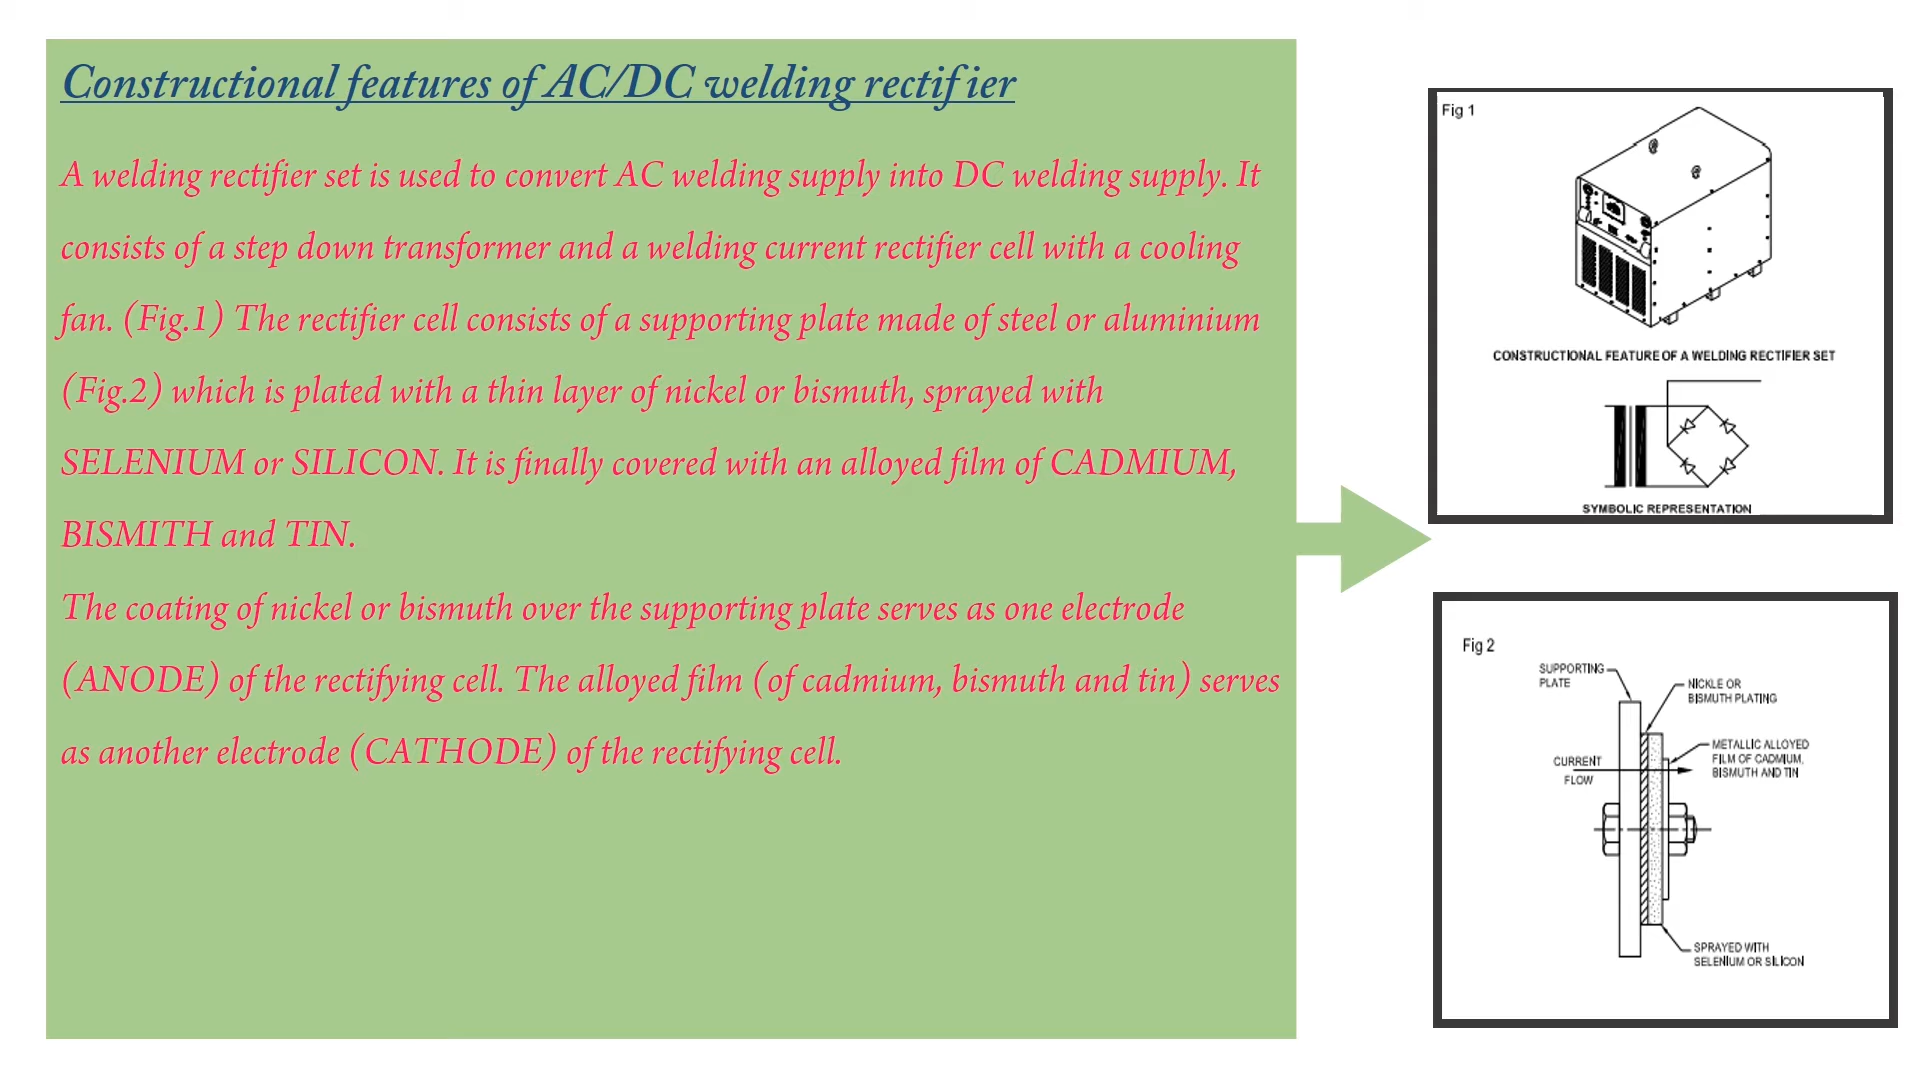 Constructional features of AC/DC welding rectifier
A welding rectifier set is used to convert AC welding supply into DC welding supply. It
consists of a step down transformer and a welding current rectifier cell with a cooling
fan. (Fig.1) The rectifier cell consists of a supporting plate made of steel or aluminium
(Fig.2) which is plated with a thin layer of nickel or bismuth, sprayed with
SELENIUM or SILICON. It is finally covered with an alloyed film of CADMIUM,
BISMITH and TIN.
The coating of nickel or bismuth over the supporting plate serves as one electrode
(ANODE) of the rectifying cell. The alloyed film (of cadmium, bismuth and tin) serves
as another electrode (CATHODE) of the rectifying cell.
Fig 1
CONSTRUCTIONAL FEATURE OF A WELDING RECTIFIER SET
SYMBOLIC REPRESENTATION
Fig 2
SUPPORTING
PLATE
NICKLE OR
BISMUTH PLATING
METALLIC ALLOYED
FILM OF CADMIUM,
BISMUTH AND TIN
CURRENT
FLOW
SPRAYED WITH
SELENIUM OR SILICON